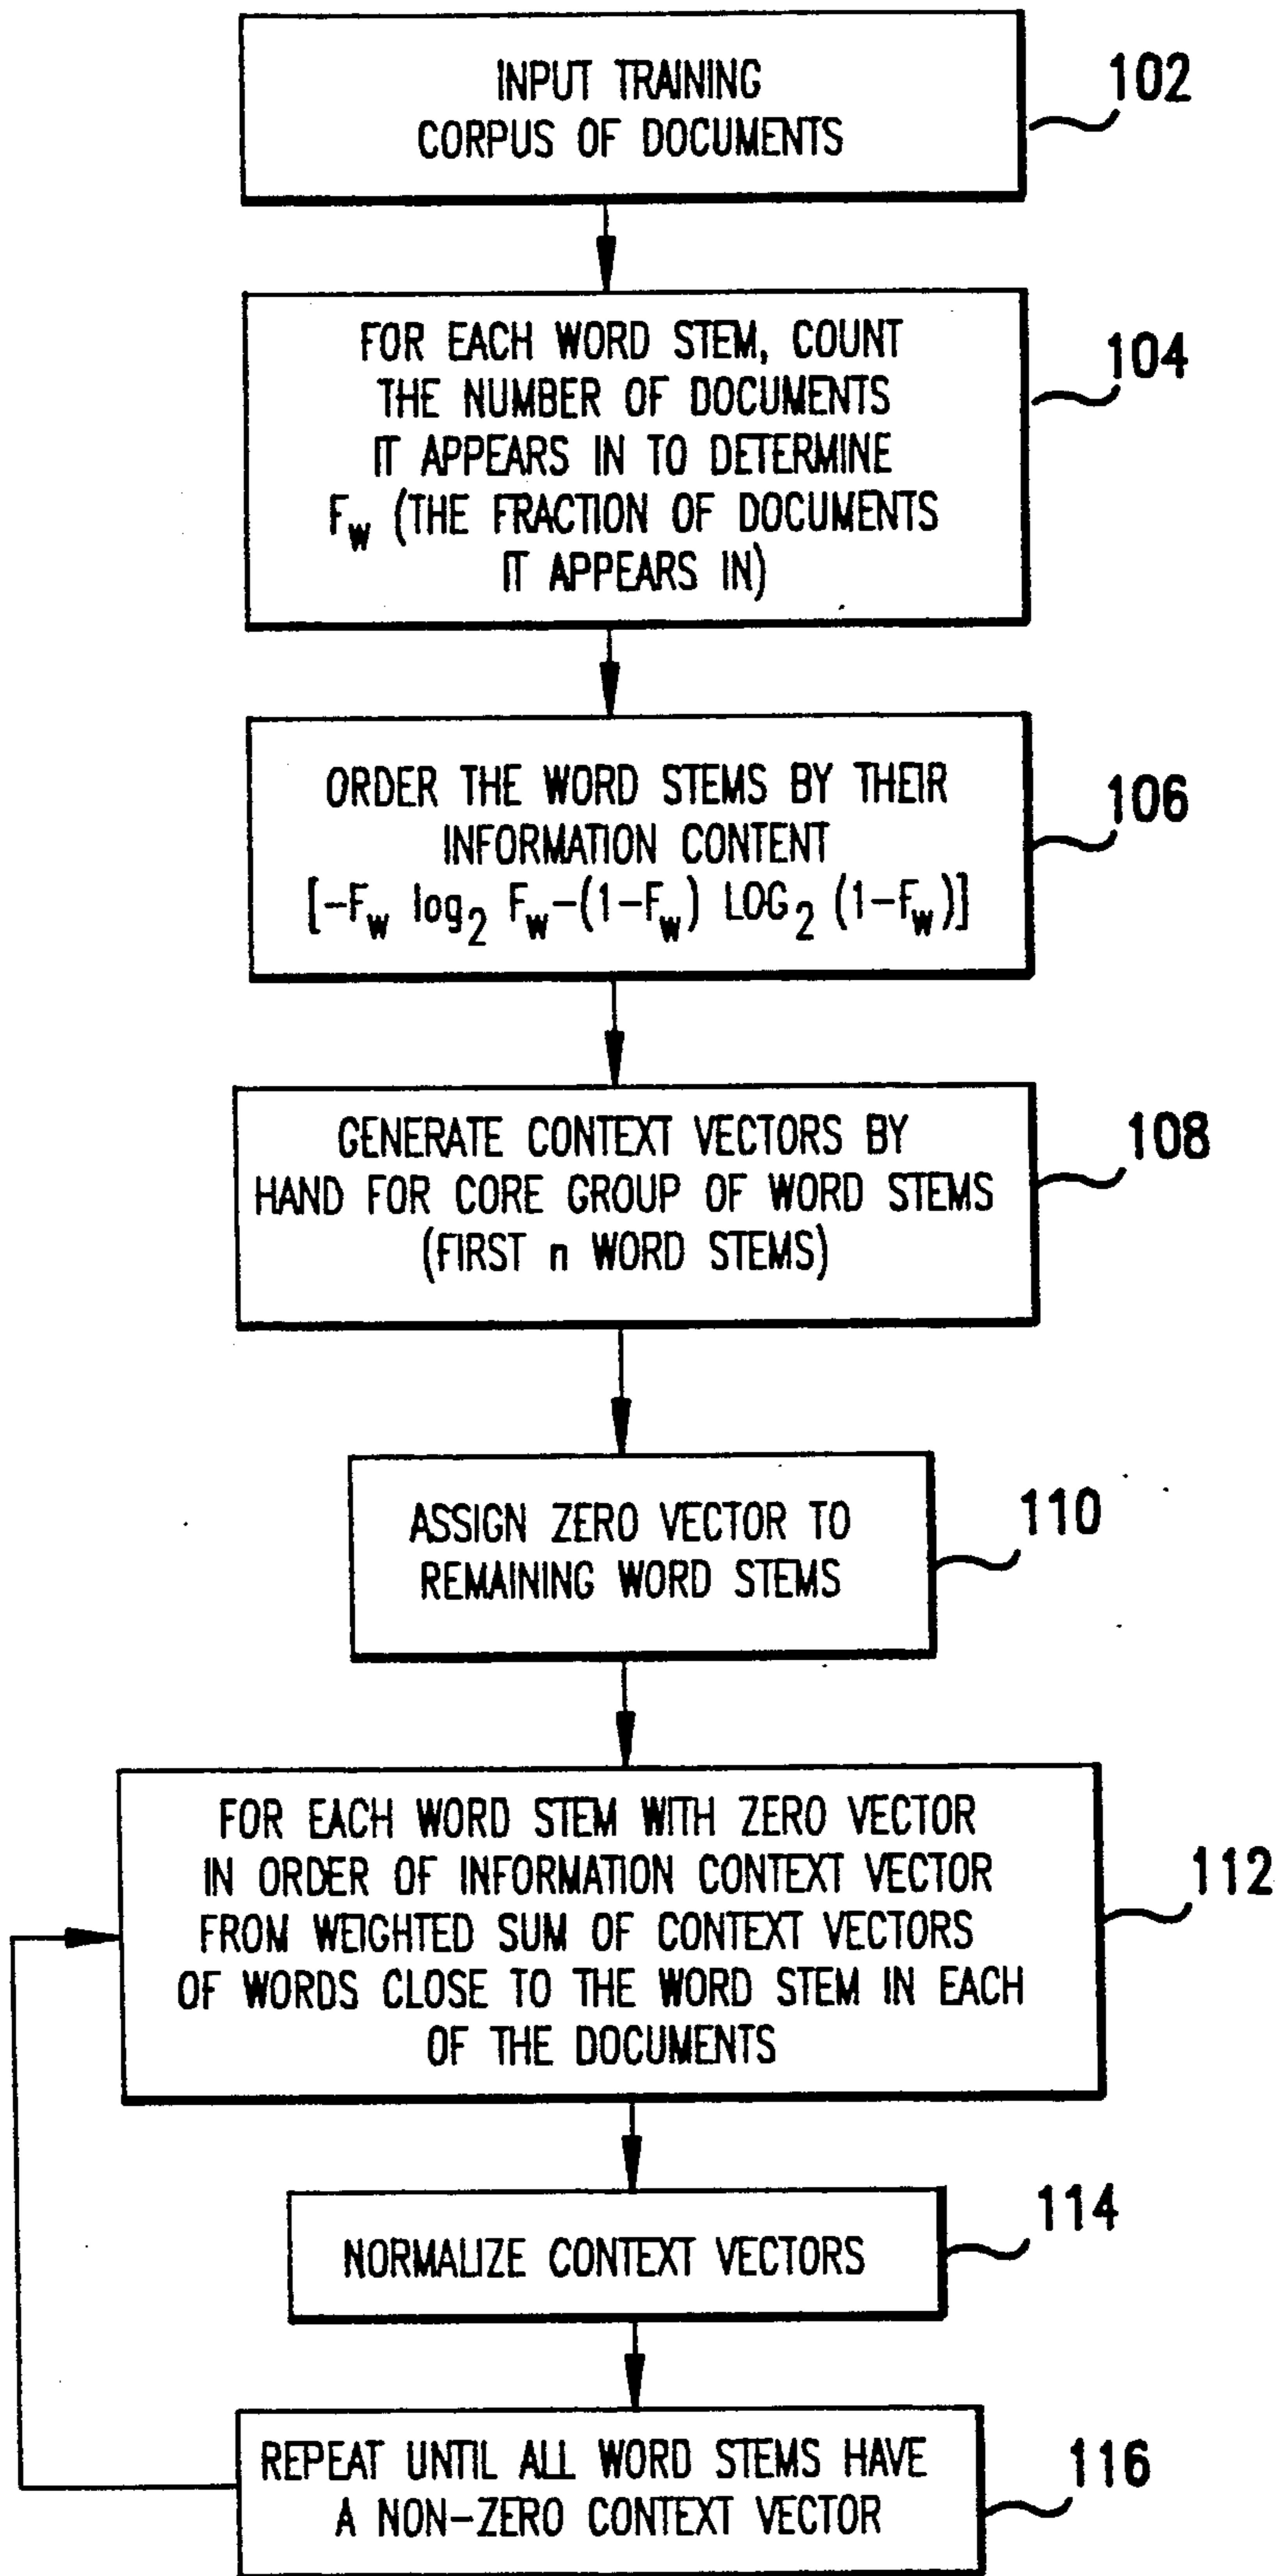 INPUT TRAINING
CORPUS OF DOCUMENTS
102
FOR EACH WORD STEM, COUNT
THE NUMBER OF DOCUMENTS
IT APPEARS IN TO DETERMINE
F_w (THE FRACTION OF DOCUMENTS
IT APPEARS IN)
104
ORDER THE WORD STEMS BY THEIR
INFORMATION CONTENT
[-F_w log_2 F_w-(1-F_w) LOG_2 (1-F_w)]
106
GENERATE CONTEXT VECTORS BY
HAND FOR CORE GROUP OF WORD STEMS
(FIRST n WORD STEMS)
108
ASSIGN ZERO VECTOR TO
REMAINING WORD STEMS
110
FOR EACH WORD STEM WITH ZERO VECTOR
IN ORDER OF INFORMATION CONTEXT VECTOR
FROM WEIGHTED SUM OF CONTEXT VECTORS
OF WORDS CLOSE TO THE WORD STEM IN EACH
OF THE DOCUMENTS
112
NORMALIZE CONTEXT VECTORS
114
REPEAT UNTIL ALL WORD STEMS HAVE
A NON-ZERO CONTEXT VECTOR
116